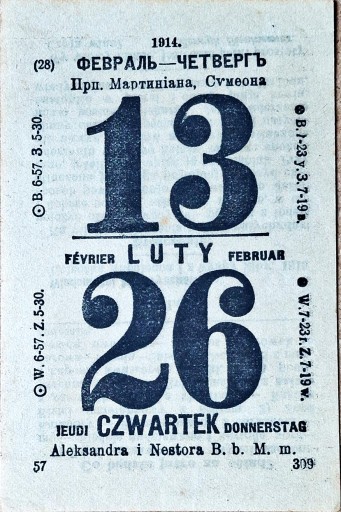 1914.
(28) ФЕВРАЛЬ—ЧЕТВЕРГЪ
Прп. Мартиніана, Сѵмеона
⊙ В. 6-57. З. 5-30.
13
● В. 7-23 у. З. 7-19 в.
FÉVRIER LUTY FEBRUAR
⊙ W. 6-57. Z. 5-30.
26
● W. 7-23 r. Z. 7-19 w.
JEUDI CZWARTEK DONNERSTAG
Aleksandra i Nestora B. b. M. m.
57 309